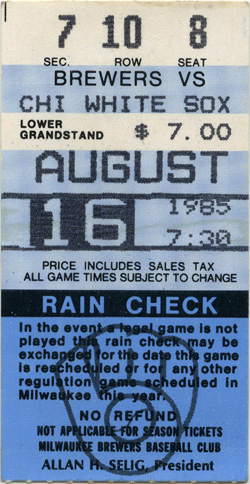 7 10 8
SEC. ROW SEAT
BREWERS VS
CHI WHITE SOX
LOWER
GRANDSTAND $ 7.00
AUGUST
16 1985
7:30
PRICE INCLUDES SALES TAX
ALL GAME TIMES SUBJECT TO CHANGE
RAIN CHECK
In the event a legal game is not
played this rain check may be
exchanged for the date this game
is rescheduled or for any other
regulation game scheduled in
Milwaukee this year.
NO REFUND
NOT APPLICABLE FOR SEASON TICKETS
MILWAUKEE BREWERS BASEBALL CLUB
ALLAN H. SELIG, President